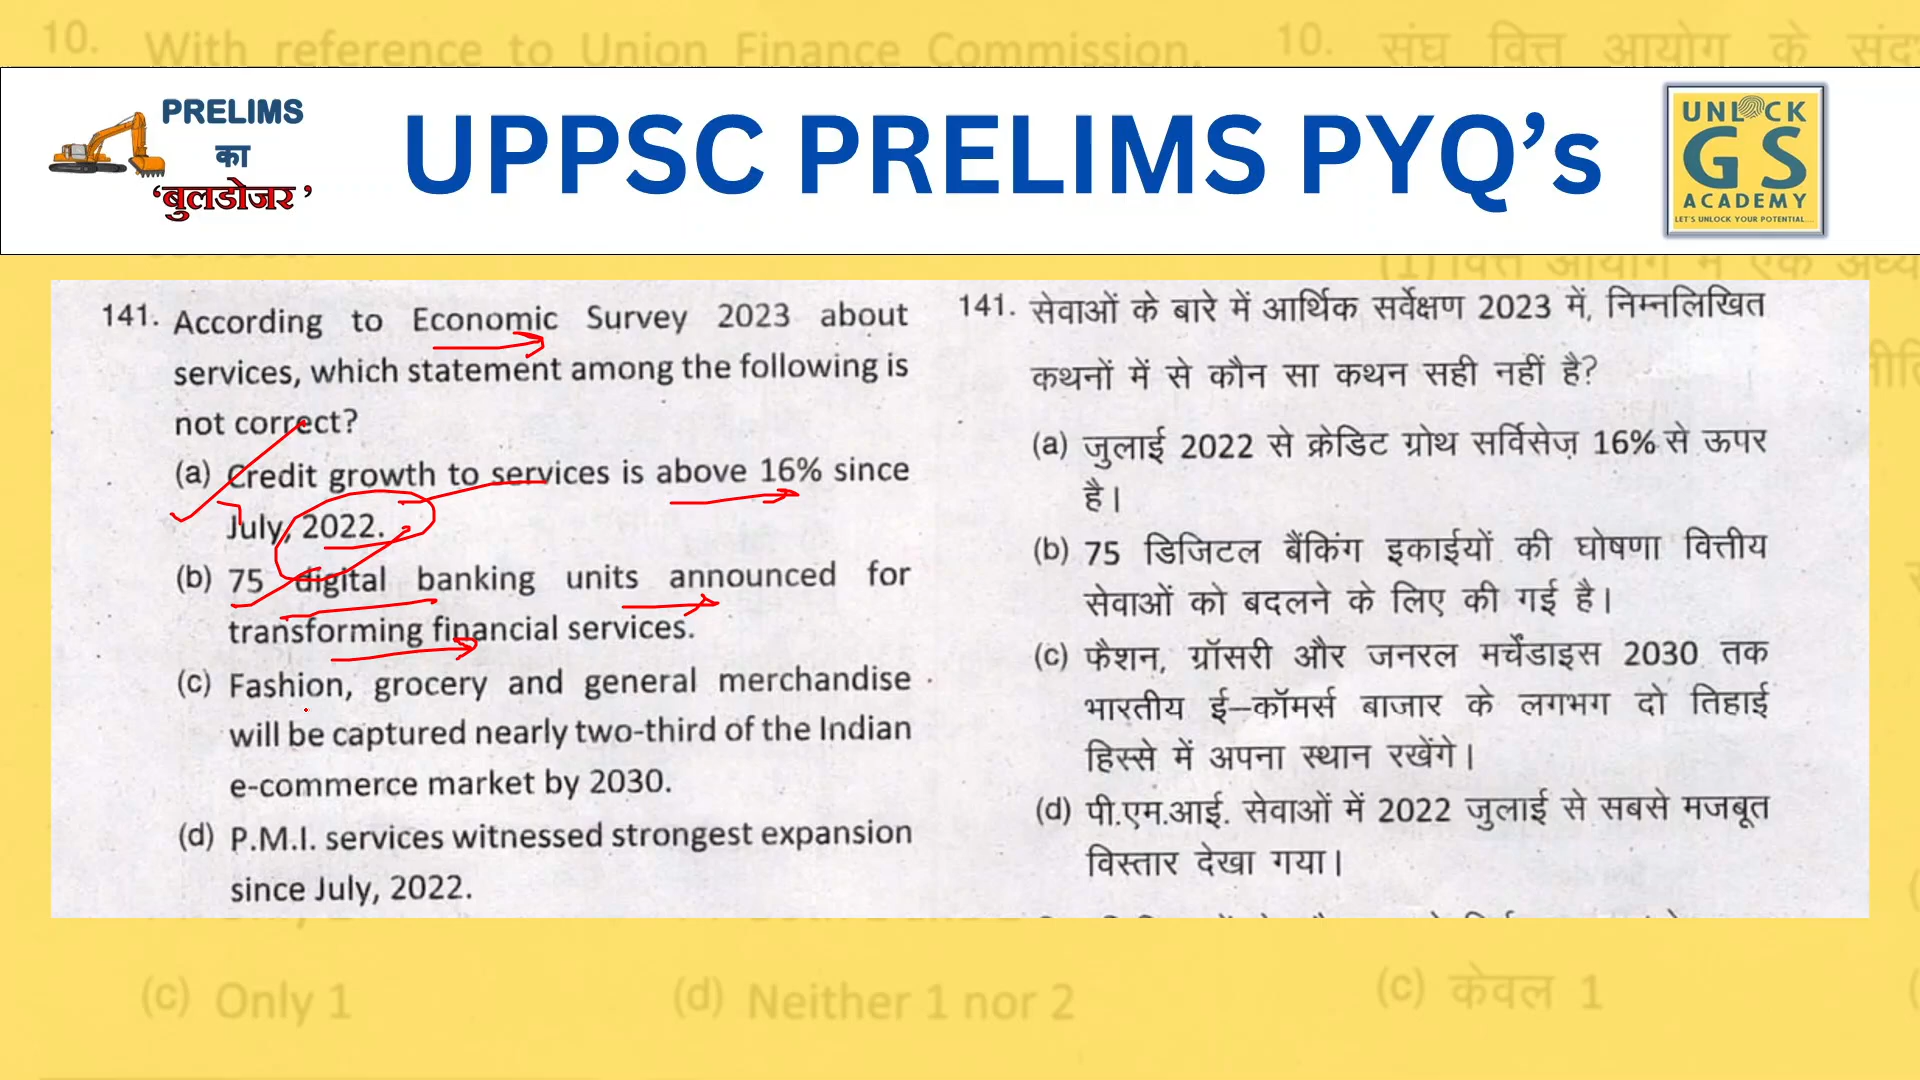 10. With reference to Union Finance Commission,
10. संघ वित्त आयोग के
PRELIMS
का
‘बुलडोजर’
UPPSC PRELIMS PYQ’s
UNLOCK
GS
ACADEMY
LET'S UNLOCK YOUR POTENTIAL....
141. According to Economic Survey 2023 about
services, which statement among the following is
not correct?
(a) Credit growth to services is above 16% since
July, 2022.
(b) 75 digital banking units announced for
transforming financial services.
(c) Fashion, grocery and general merchandise
will be captured nearly two-third of the Indian
e-commerce market by 2030.
(d) P.M.I. services witnessed strongest expansion
since July, 2022.
141. सेवाओं के बारे में आर्थिक सर्वेक्षण 2023 में, निम्नलिखित
कथनों में से कौन सा कथन सही नहीं है?
(a) जुलाई 2022 से क्रेडिट ग्रोथ सर्विसेज़ 16% से ऊपर
है।
(b) 75 डिजिटल बैंकिंग इकाईयों की घोषणा वित्तीय
सेवाओं को बदलने के लिए की गई है।
(c) फैशन, ग्रॉसरी और जनरल मर्चेंडाइस 2030 तक
भारतीय ई–कॉमर्स बाजार के लगभग दो तिहाई
हिस्से में अपना स्थान रखेंगे।
(d) पी.एम.आई. सेवाओं में 2022 जुलाई से सबसे मजबूत
विस्तार देखा गया।
(c) Only 1
(d) Neither 1 nor 2
(c) केवल 1